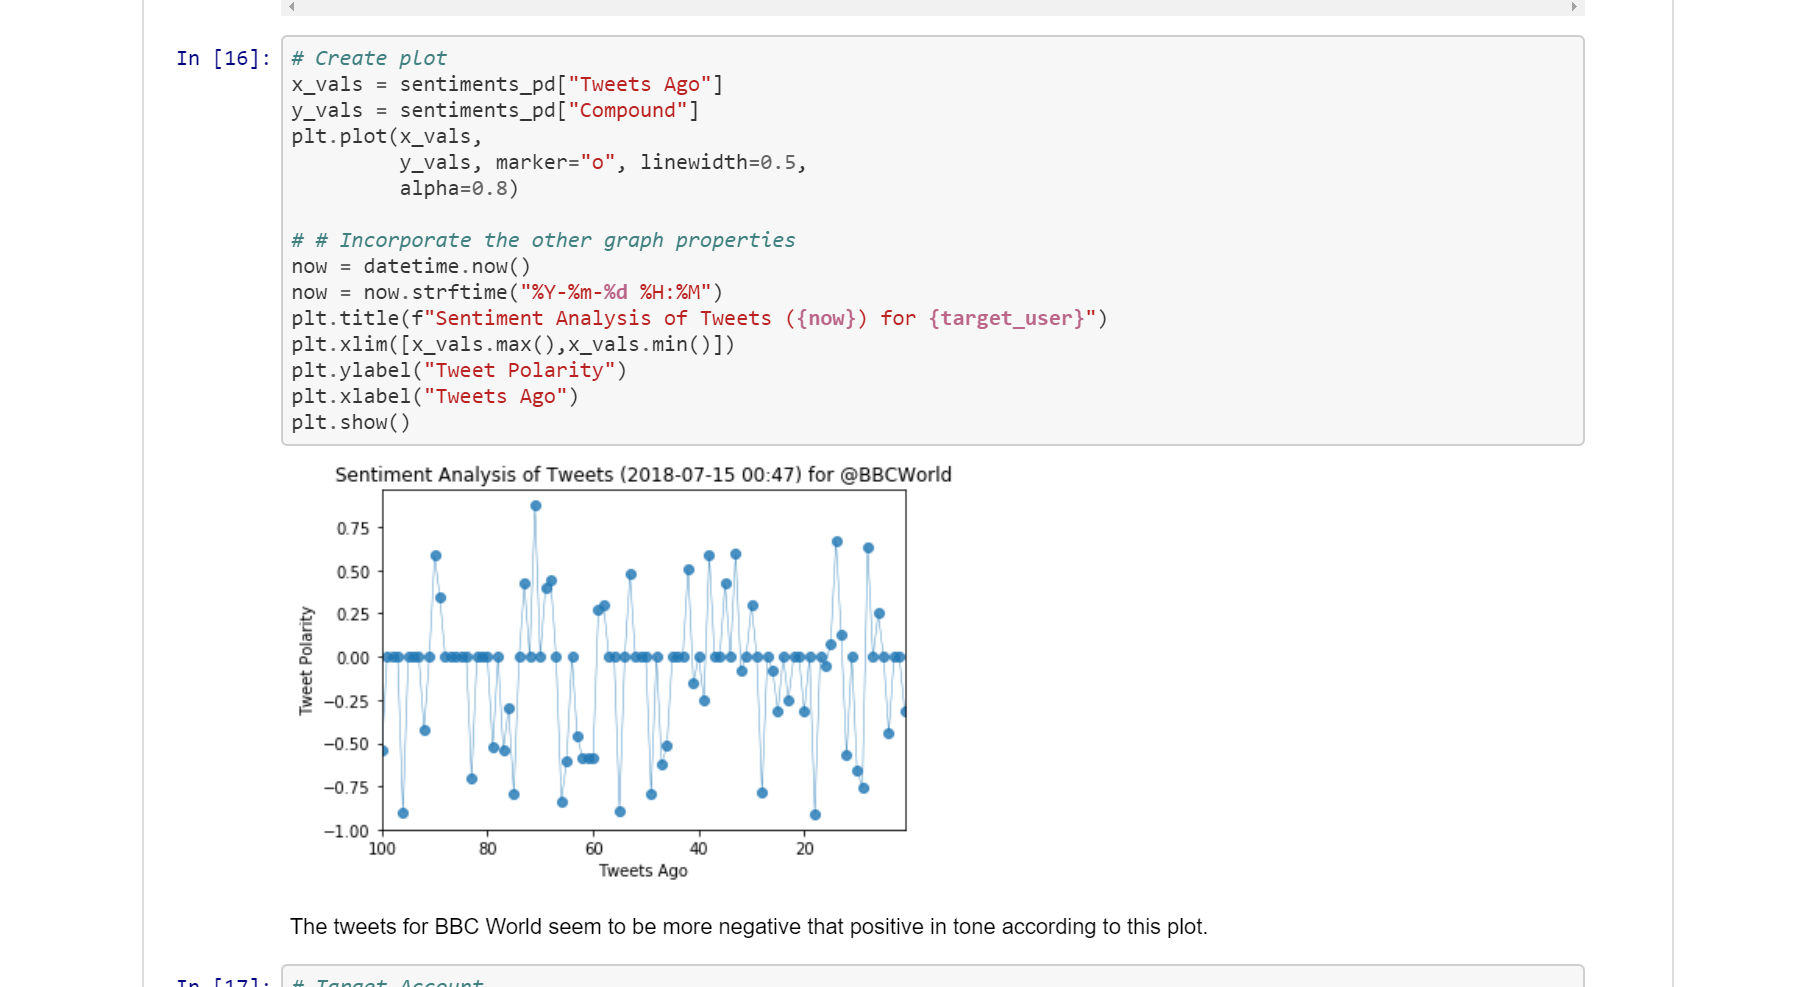 In [16]:
# Create plot
x_vals = sentiments_pd["Tweets Ago"]
y_vals = sentiments_pd["Compound"]
plt.plot(x_vals,
         y_vals, marker="o", linewidth=0.5,
         alpha=0.8)
# # Incorporate the other graph properties
now = datetime.now()
now = now.strftime("%Y-%m-%d %H:%M")
plt.title(f"Sentiment Analysis of Tweets ({now}) for {target_user}")
plt.xlim([x_vals.max(),x_vals.min()])
plt.ylabel("Tweet Polarity")
plt.xlabel("Tweets Ago")
plt.show()
Sentiment Analysis of Tweets (2018-07-15 00:47) for @BBCWorld
Tweet Polarity
0.75
0.50
0.25
0.00
−0.25
−0.50
−0.75
−1.00
100 80 60 40 20
Tweets Ago
The tweets for BBC World seem to be more negative that positive in tone according to this plot.
In [17]:
# Target Account